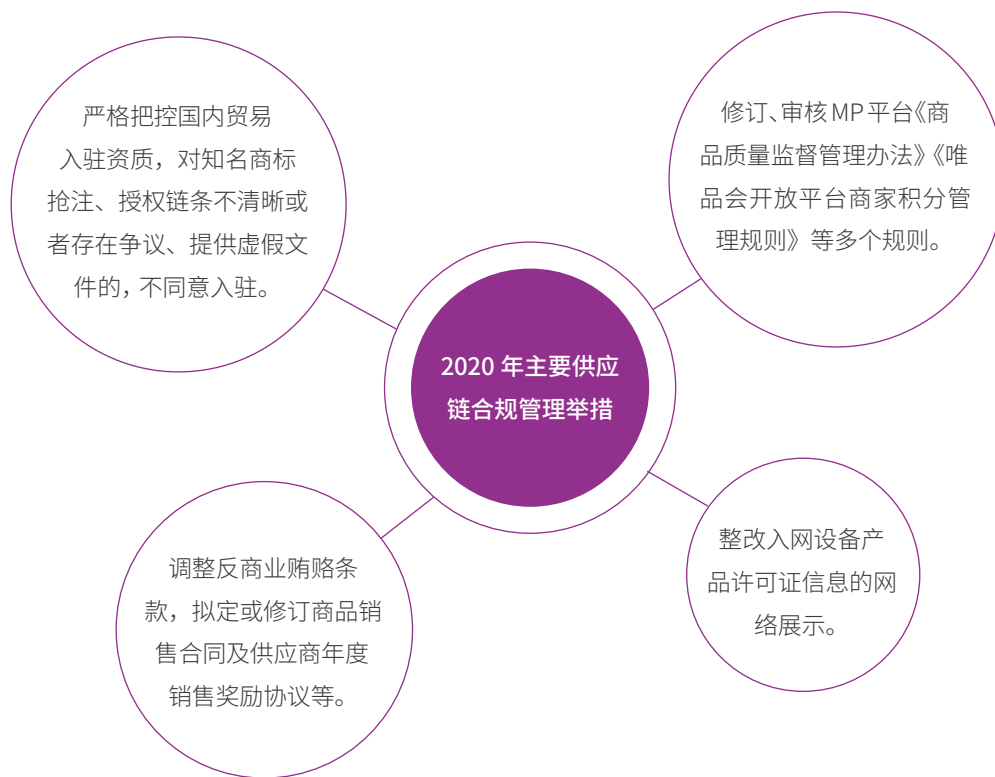 严格把控国内贸易
入驻资质，对知名商标
抢注、授权链条不清晰或
者存在争议、提供虚假文
件的，不同意入驻。
修订、审核 MP 平台《商
品质量监督管理办法》《唯
品会开放平台商家积分管
理规则》等多个规则。
2020 年主要供应
链合规管理举措
调整反商业贿赂条
款，拟定或修订商品销
售合同及供应商年度
销售奖励协议等。
整改入网设备产
品许可证信息的网
络展示。